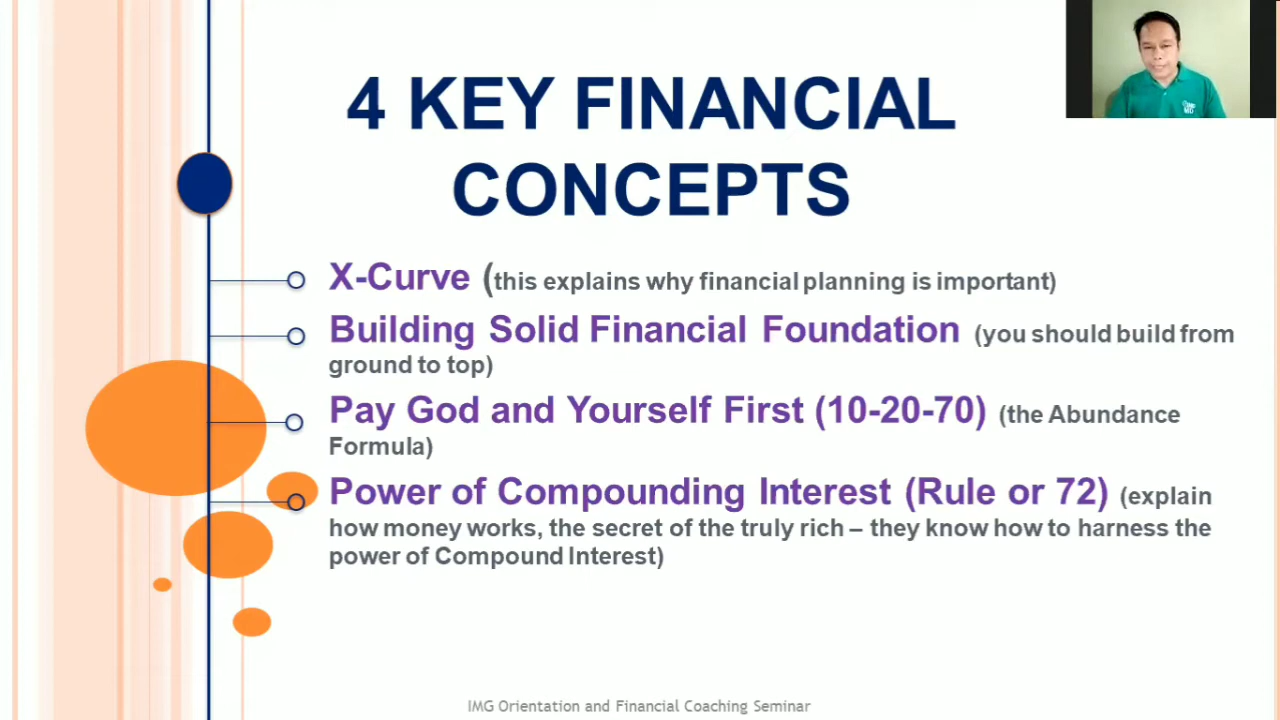 4 KEY FINANCIAL
CONCEPTS
X-Curve (this explains why financial planning is important)
Building Solid Financial Foundation (you should build from
ground to top)
Pay God and Yourself First (10-20-70) (the Abundance
Formula)
Power of Compounding Interest (Rule or 72) (explain
how money works, the secret of the truly rich – they know how to harness the
power of Compound Interest)
IMG Orientation and Financial Coaching Seminar